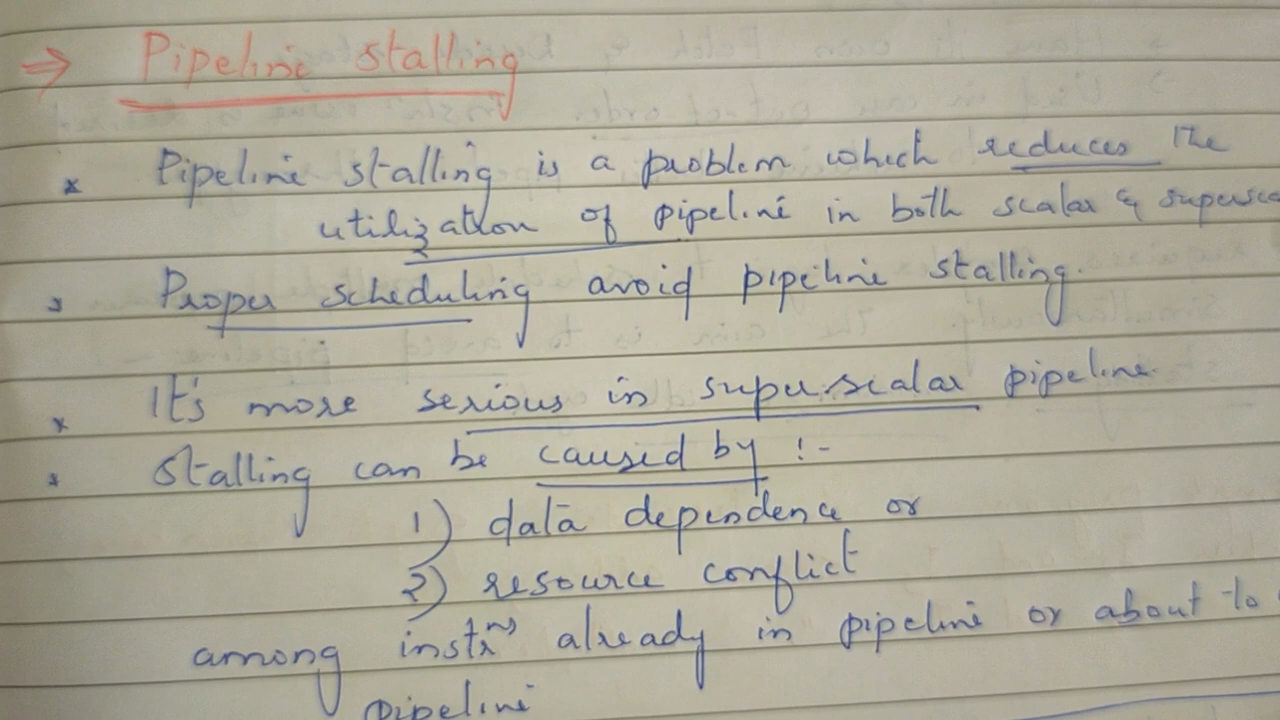 ⇒ Pipeline stalling
* Pipeline stalling is a problem which reduces the
utilization of pipeline in both scalar &
* Proper scheduling avoid pipeline stalling.
* It's more serious in superscalar pipeline.
* Stalling can be caused by :-
1) data dependence or
2) resource conflict
among instrⁿˢ already in pipeline or about to
pipeline